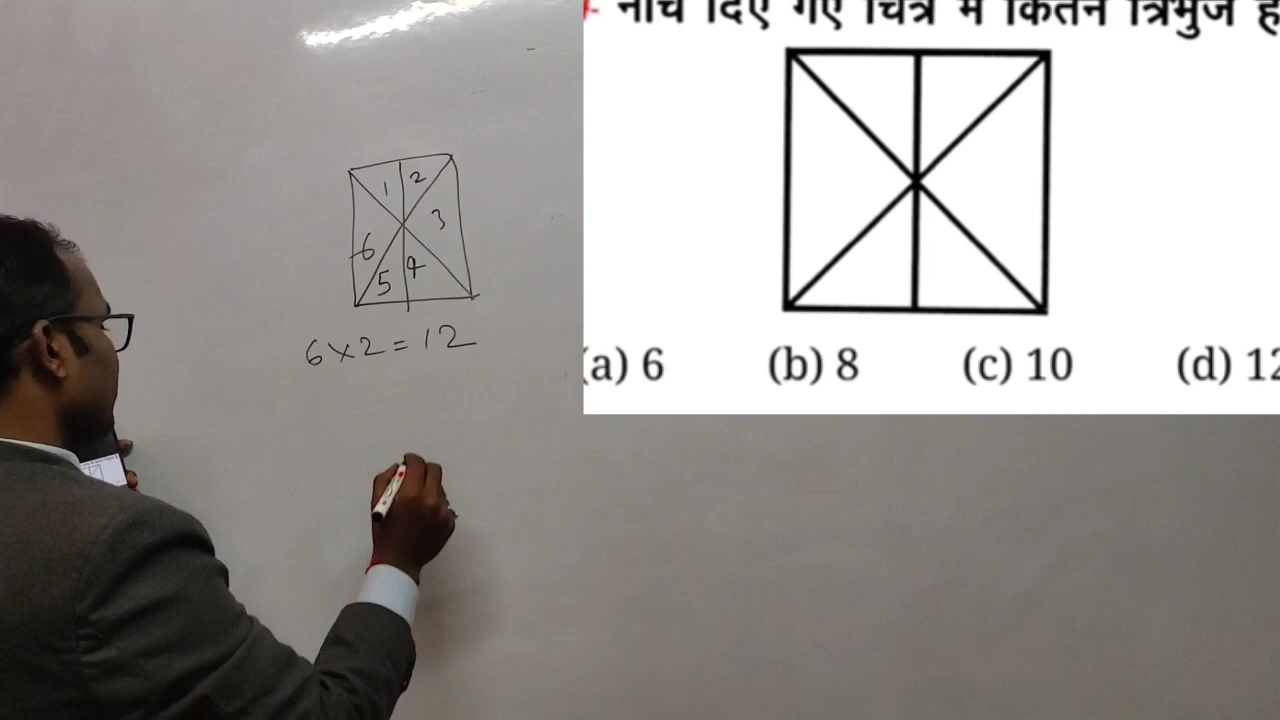 नीचे दिए गए चित्र में कितने त्रिभुज ह
(a) 6 (b) 8 (c) 10 (d) 12
1 2
3
6
5 4
6×2=12